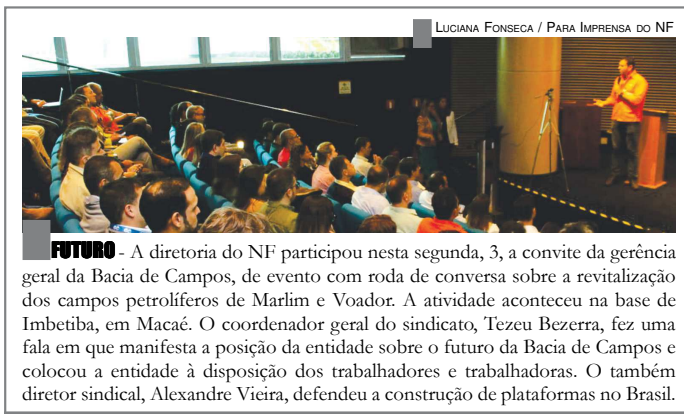 Luciana Fonseca / Para Imprensa do NF
FUTURO - A diretoria do NF participou nesta segunda, 3, a convite da gerência
geral da Bacia de Campos, de evento com roda de conversa sobre a revitalização
dos campos petrolíferos de Marlim e Voador. A atividade aconteceu na base de
Imbetiba, em Macaé. O coordenador geral do sindicato, Tezeu Bezerra, fez uma
fala em que manifesta a posição da entidade sobre o futuro da Bacia de Campos e
colocou a entidade à disposição dos trabalhadores e trabalhadoras. O também
diretor sindical, Alexandre Vieira, defendeu a construção de plataformas no Brasil.